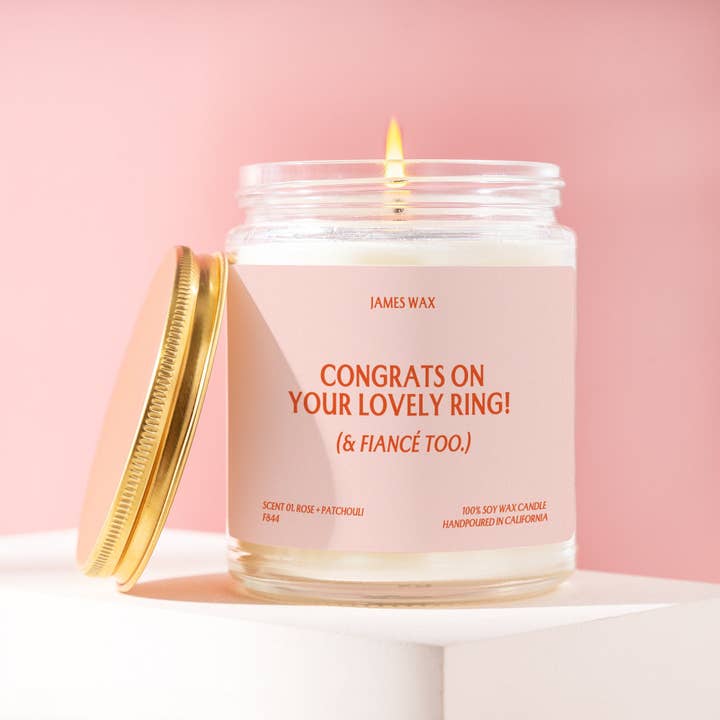 JAMES WAX
CONGRATS ON
YOUR LOVELY RING!
(& FIANCÉ TOO.)
SCENT 01. ROSE + PATCHOULI
F844
100% SOY WAX CANDLE
HANDPOURED IN CALIFORNIA